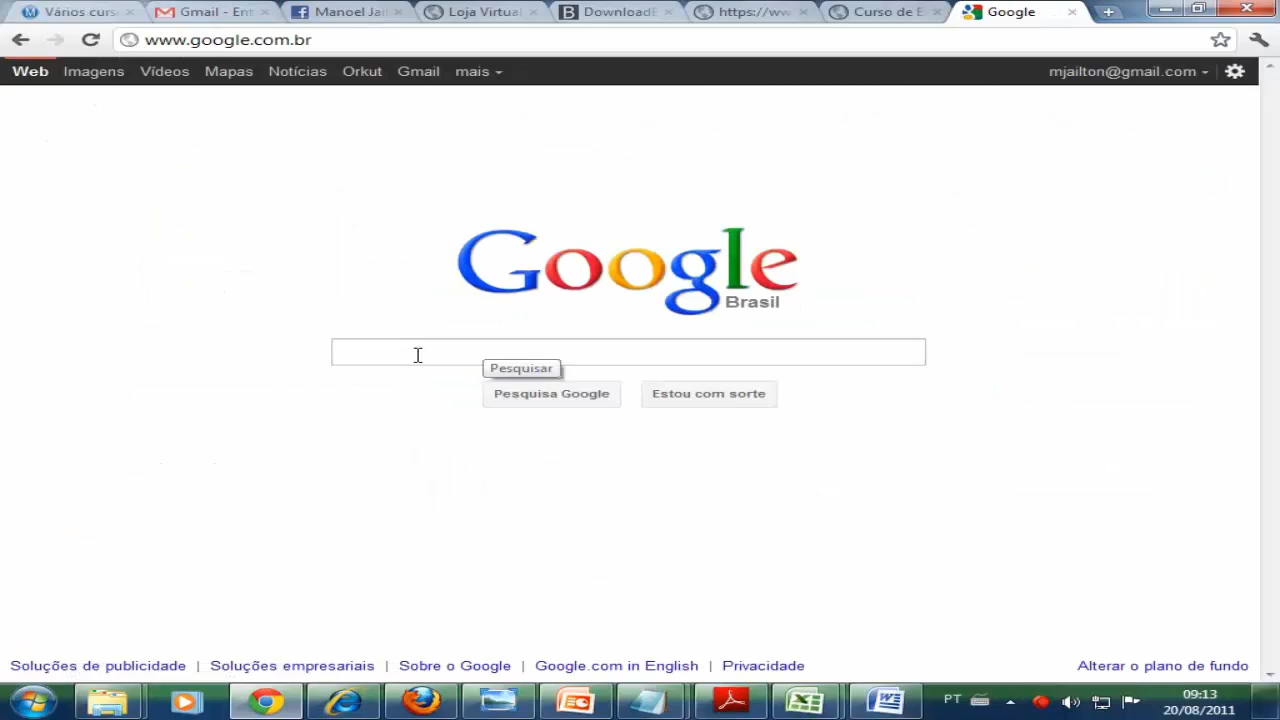 Vários curs Gmail - Ent Manoel Jai Loja Virtual DownloadB https://ww Curso de E Google
www.google.com.br
Web Imagens Vídeos Mapas Notícias Orkut Gmail mais mjailton@gmail.com
Google
Brasil
Pesquisar
Pesquisa Google Estou com sorte
Soluções de publicidade | Soluções empresariais | Sobre o Google | Google.com in English | Privacidade Alterar o plano de fundo
PT 09:13
20/08/2011